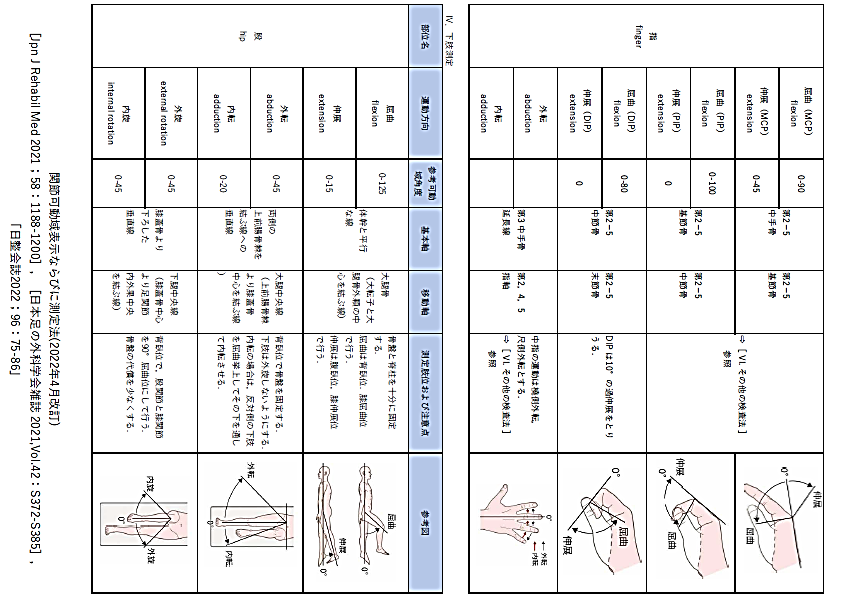 指
finger
屈曲（MCP）
flexion
0-90
伸展（MCP）
extension
0-45
第2－5
中手骨
第2－5
基節骨
⇨［Ⅵ. その他の検査法］
参照
伸展
0°
屈曲
屈曲（PIP）
flexion
0-100
伸展（PIP）
extension
0
第2－5
基節骨
第2－5
中節骨
伸展
0°
屈曲
屈曲（DIP）
flexion
0-80
伸展（DIP）
extension
0
第2－5
中節骨
第2－5
末節骨
DIPは10°の過伸展をとり
うる．
0°
屈曲
伸展
外転
abduction
内転
adduction
第3中手骨
延長線
第2，4，5
指軸
中指の運動は橈側外転，
尺側外転とする．
⇨［Ⅵ. その他の検査法］
参照
0°
←外転
←内転
Ⅳ．下肢測定
部位名
運動方向
参考可動
域角度
基本軸
移動軸
測定肢位および注意点
参考図
股
hip
屈曲
flexion
0-125
伸展
extension
0-15
体幹と平行
な線
大腿骨
（大転子と大
腿骨外顆の中
心を結ぶ線）
骨盤と脊柱を十分に固定
する．
屈曲は背臥位，膝屈曲位
で行う．
伸展は腹臥位，膝伸展位
で行う．
屈曲
0°
伸展
0°
外転
abduction
0-45
内転
adduction
0-20
両側の
上前腸骨棘を
結ぶ線への
垂直線
大腿中央線
（上前腸骨棘
より膝蓋骨
中心を結ぶ線
）
背臥位で骨盤を固定する．
下肢は外旋しないようにする．
内転の場合は，反対側の下肢
を屈曲挙上してその下を通し
て内転させる．
外転
0°
内転
外旋
external rotation
0-45
内旋
internal rotation
0-45
膝蓋骨より
下ろした
垂直線
下腿中央線
（膝蓋骨中心
より足関節
内外果中央
を結ぶ線）
背臥位で，股関節と膝関節
を90°屈曲位にして行う．
骨盤の代償を少なくする．
内旋
0°
外旋
関節可動域表示ならびに測定法(2022年4月改訂)
［Jpn J Rehabil Med 2021；58：1188-1200］，［日本足の外科学会雑誌 2021,Vol.42：S372-S385］，
「日整会誌2022；96：75-86］